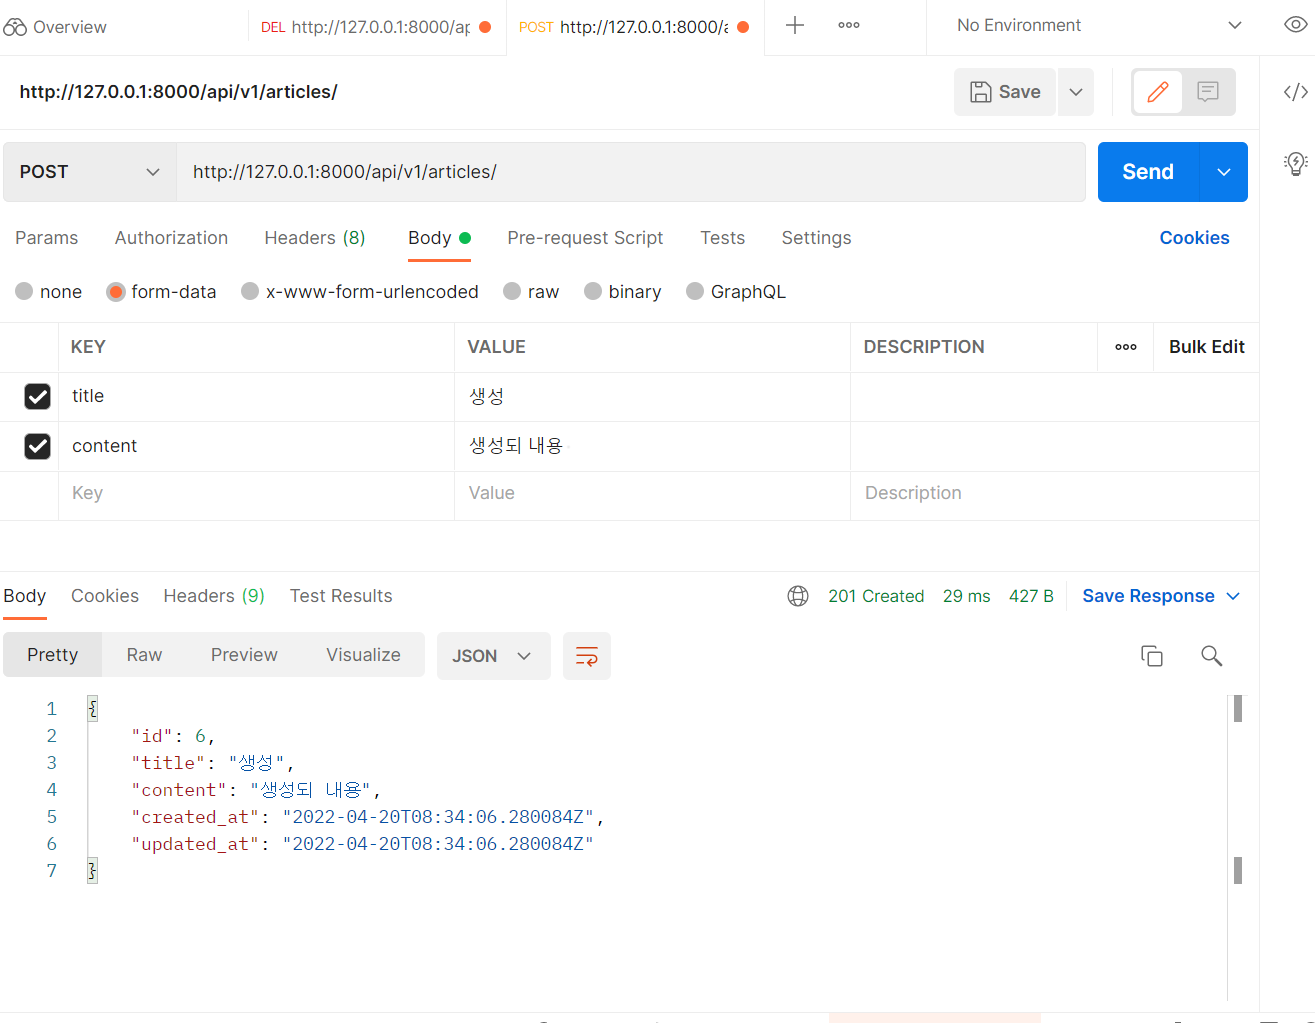 Overview DEL http://127.0.0.1:8000/ap POST http://127.0.0.1:8000/a No Environment
http://127.0.0.1:8000/api/v1/articles/ Save
POST http://127.0.0.1:8000/api/v1/articles/ Send
Params Authorization Headers (8) Body Pre-request Script Tests Settings Cookies
none form-data x-www-form-urlencoded raw binary GraphQL
KEY VALUE DESCRIPTION Bulk Edit
title 생성
content 생성되 내용
Key Value Description
Body Cookies Headers (9) Test Results 201 Created 29 ms 427 B Save Response
Pretty Raw Preview Visualize JSON
1 {
2 "id": 6,
3 "title": "생성",
4 "content": "생성되 내용",
5 "created_at": "2022-04-20T08:34:06.280084Z",
6 "updated_at": "2022-04-20T08:34:06.280084Z"
7 }